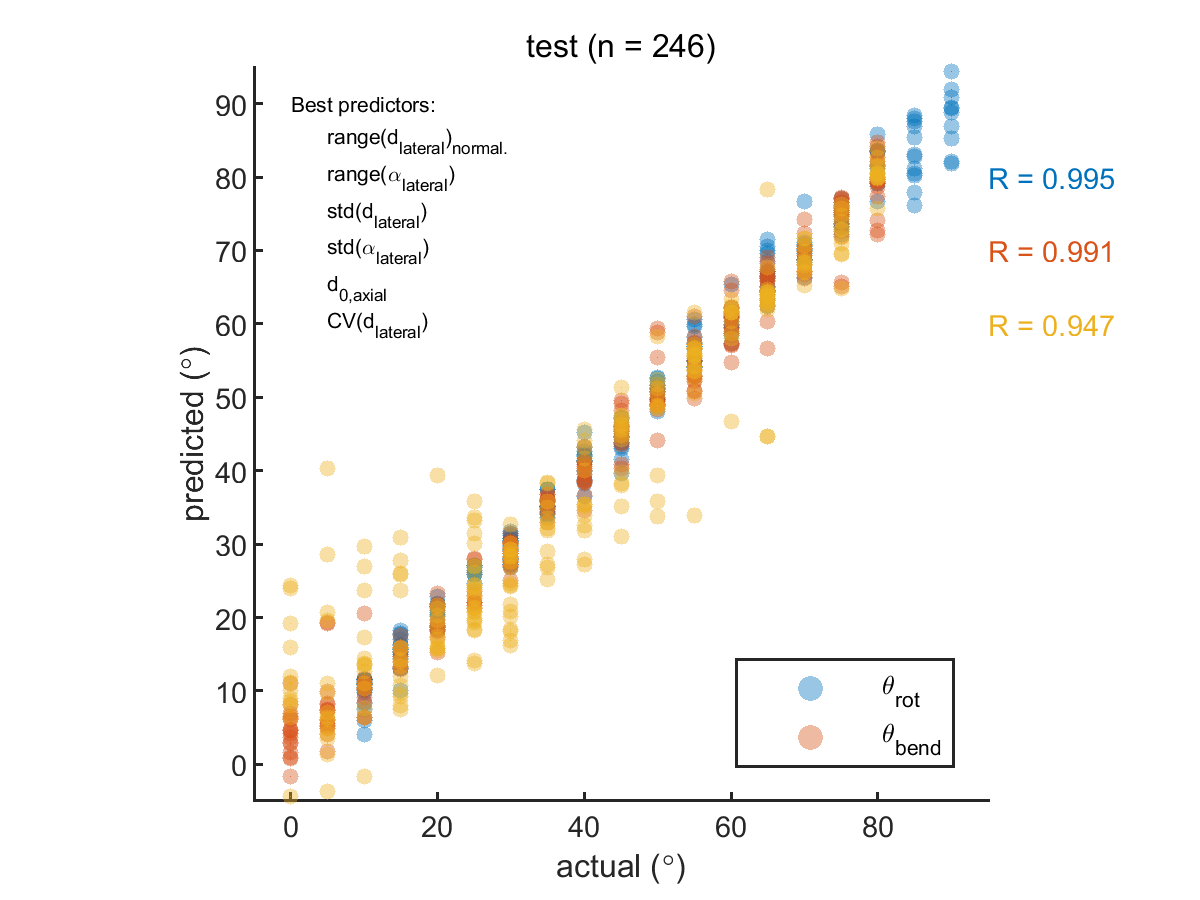 test (n = 246)
Best predictors:
range(d_lateral)_normal.
range(α_lateral)
std(d_lateral)
std(α_lateral)
d_0,axial
CV(d_lateral)
R = 0.995
R = 0.991
R = 0.947
predicted (°)
90
80
70
60
50
40
30
20
10
0
θ_rot
θ_bend
0 20 40 60 80
actual (°)